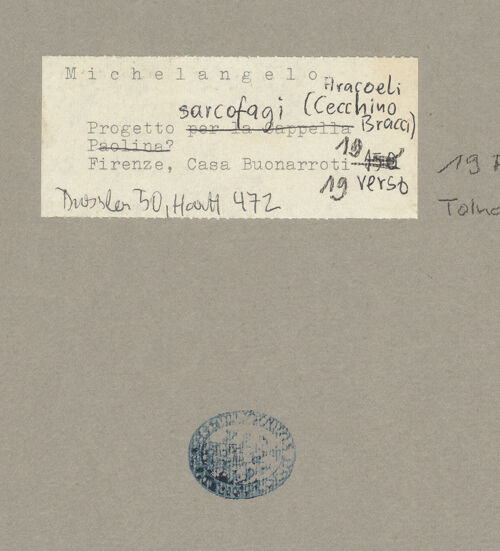 Michelangelo
Aracoeli
sarcofagi (Cecchino
Progetto per la cappella Bracci)
Paolina? 19
Firenze, Casa Buonarroti 150
19 verso
Dussler 50, Hartt 472
19
Tolno